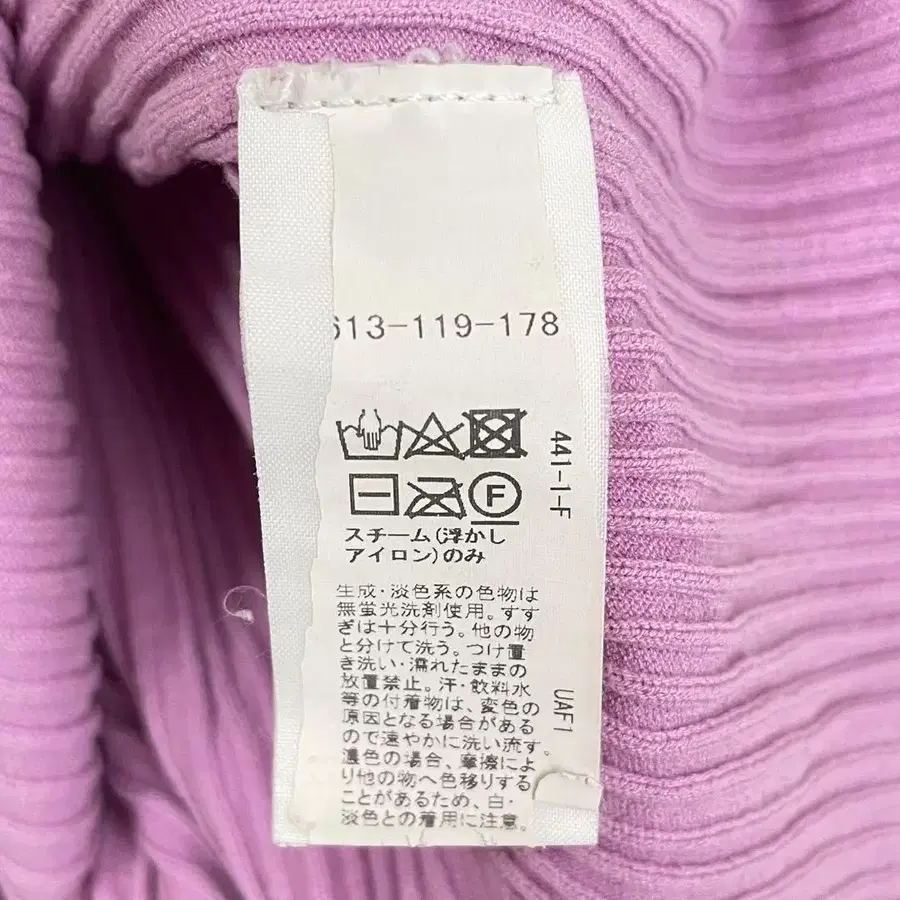 613-119-178
F
スチーム(浮かし
アイロン)のみ
生成・淡色系の色物は
無蛍光洗剤使用。すす
ぎは十分行う。他の物
と分けて洗う。つけ置
き洗い・濡れたままの
放置禁止。汗・飲料水
等の付着物は、変色の
原因となる場合がある
ので速やかに洗い流す。
濃色の場合、摩擦によ
り他の物へ色移りする
ことがあるため、白・
淡色との着用に注意。
441-1-F
UAF1